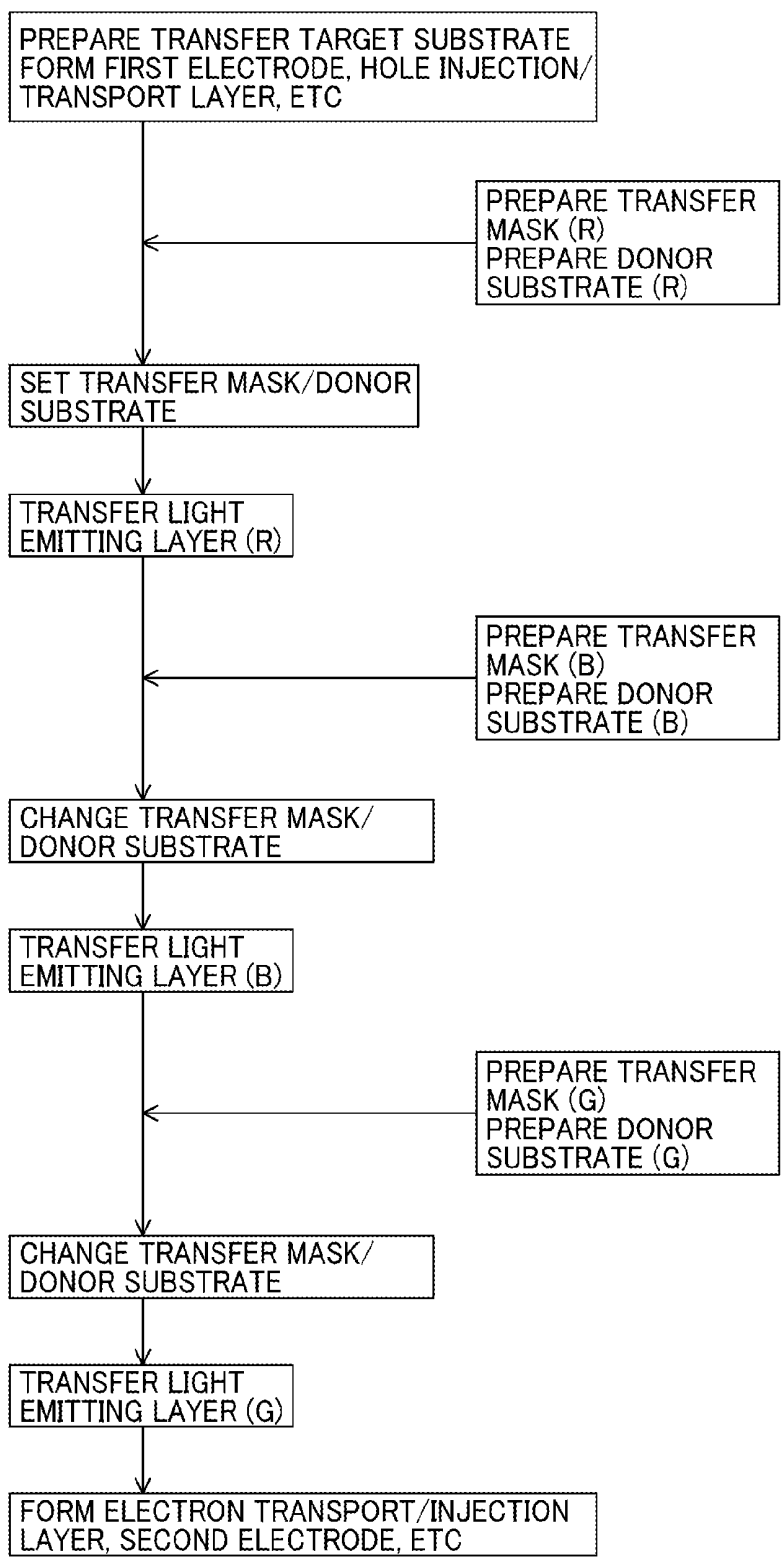 PREPARE TRANSFER TARGET SUBSTRATE
FORM FIRST ELECTRODE, HOLE INJECTION/
TRANSPORT LAYER, ETC
PREPARE TRANSFER
MASK (R)
PREPARE DONOR
SUBSTRATE (R)
SET TRANSFER MASK/DONOR
SUBSTRATE
TRANSFER LIGHT
EMITTING LAYER (R)
PREPARE TRANSFER
MASK (B)
PREPARE DONOR
SUBSTRATE (B)
CHANGE TRANSFER MASK/
DONOR SUBSTRATE
TRANSFER LIGHT
EMITTING LAYER (B)
PREPARE TRANSFER
MASK (G)
PREPARE DONOR
SUBSTRATE (G)
CHANGE TRANSFER MASK/
DONOR SUBSTRATE
TRANSFER LIGHT
EMITTING LAYER (G)
FORM ELECTRON TRANSPORT/INJECTION
LAYER, SECOND ELECTRODE, ETC